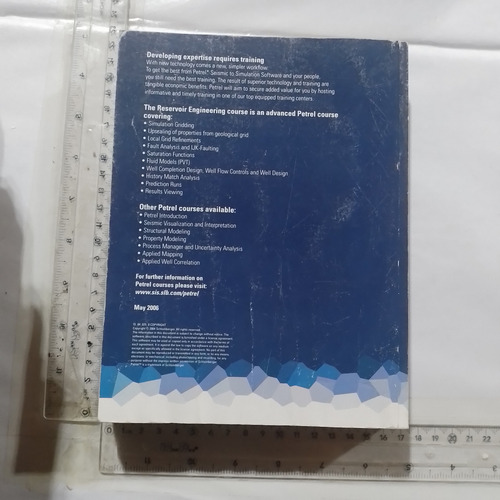 Developing expertise requires training
With new technology comes a new, simpler workflow.
To get the best from Petrel* Seismic to Simulation Software and your people,
you still need the best training. The result of superior technology and training are
tangible economic benefits. Petrel will aim to secure added value for you by hosting
informative and timely training in one of our top equipped training centers.
The Reservoir Engineering course is an advanced Petrel course
covering:
• Simulation Gridding
• Upscaling of properties from geological grid
• Local Grid Refinements
• Fault Analysis and UK-Faulting
• Saturation Functions
• Fluid Models (PVT)
• Well Completion Design, Well Flow Controls and Well Design
• History Match Analysis
• Prediction Runs
• Results Viewing
Other Petrel courses available:
• Petrel Introduction
• Seismic Visualization and Interpretation
• Structural Modeling
• Property Modeling
• Process Manager and Uncertainty Analysis
• Applied Mapping
• Applied Well Correlation
For further information on
Petrel courses please visit:
www.sis.slb.com/petrel
May 2006